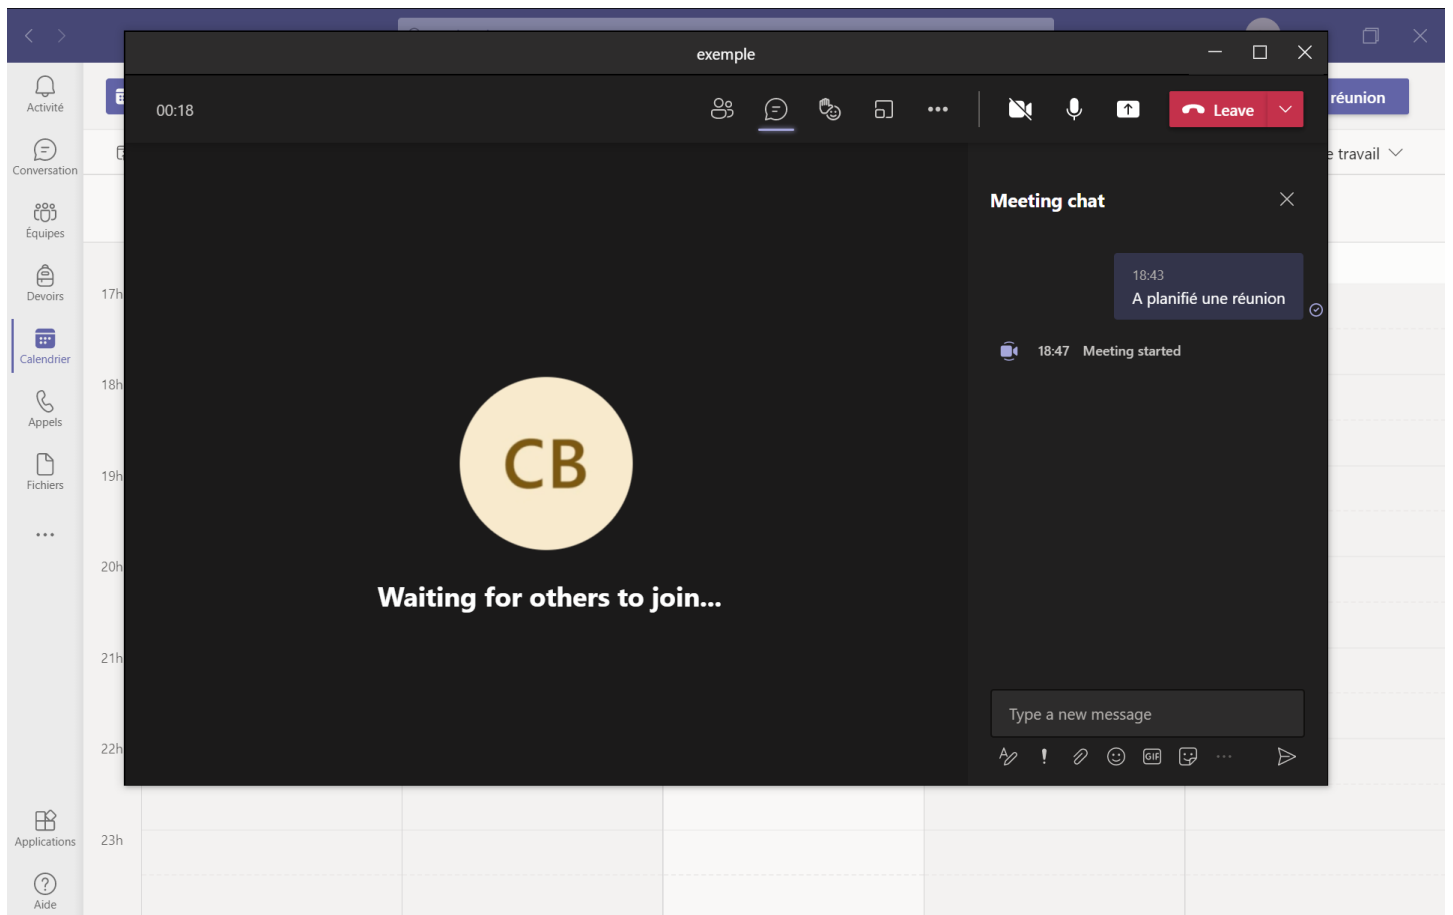 exemple
Activité
réunion
00:18
Leave
e travail
Conversation
Meeting chat
Équipes
18:43
A planifié une réunion
Devoirs
17h
18:47 Meeting started
Calendrier
18h
Appels
CB
19h
Fichiers
20h
Waiting for others to join...
21h
Type a new message
GIF
22h
Applications
23h
Aide